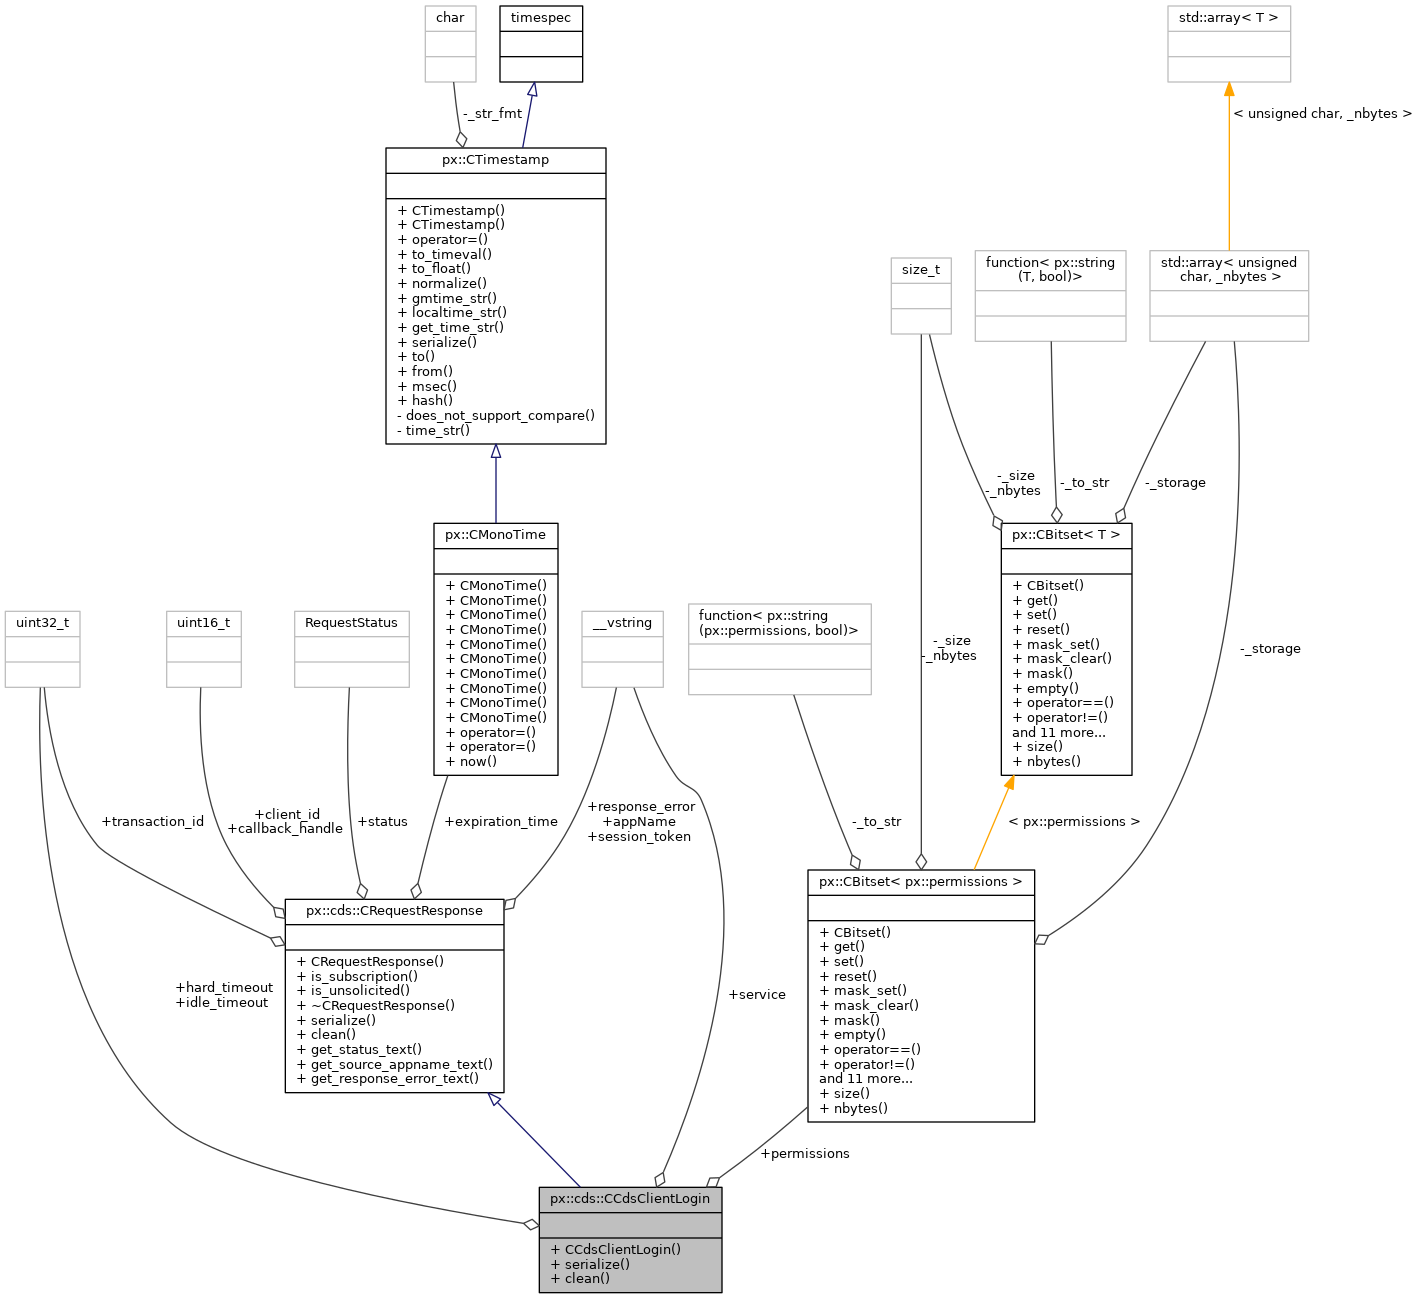 char
timespec
std::array< T >
-_str_fmt
< unsigned char, _nbytes >
px::CTimestamp
+ CTimestamp()
+ CTimestamp()
+ operator=()
+ to_timeval()
+ to_float()
+ normalize()
+ gmtime_str()
+ localtime_str()
+ get_time_str()
+ serialize()
+ to()
+ from()
+ msec()
+ hash()
- does_not_support_compare()
- time_str()
size_t
function< px::string
(T, bool)>
std::array< unsigned
char, _nbytes >
-_size
-_nbytes
-_to_str
-_storage
px::CMonoTime
+ CMonoTime()
+ CMonoTime()
+ CMonoTime()
+ CMonoTime()
+ CMonoTime()
+ CMonoTime()
+ CMonoTime()
+ CMonoTime()
+ CMonoTime()
+ CMonoTime()
+ operator=()
+ operator=()
+ now()
px::CBitset< T >
+ CBitset()
+ get()
+ set()
+ reset()
+ mask_set()
+ mask_clear()
+ mask()
+ empty()
+ operator==()
+ operator!=()
and 11 more...
+ size()
+ nbytes()
uint32_t
uint16_t
RequestStatus
__vstring
function< px::string
(px::permissions, bool)>
-_size
-_nbytes
-_storage
+transaction_id
+client_id
+callback_handle
+status
+expiration_time
+response_error
+appName
+session_token
-_to_str
< px::permissions >
px::cds::CRequestResponse
+ CRequestResponse()
+ is_subscription()
+ is_unsolicited()
+ ~CRequestResponse()
+ serialize()
+ clean()
+ get_status_text()
+ get_source_appname_text()
+ get_response_error_text()
px::CBitset< px::permissions >
+ CBitset()
+ get()
+ set()
+ reset()
+ mask_set()
+ mask_clear()
+ mask()
+ empty()
+ operator==()
+ operator!=()
and 11 more...
+ size()
+ nbytes()
+hard_timeout
+idle_timeout
+service
+permissions
px::cds::CCdsClientLogin
+ CCdsClientLogin()
+ serialize()
+ clean()